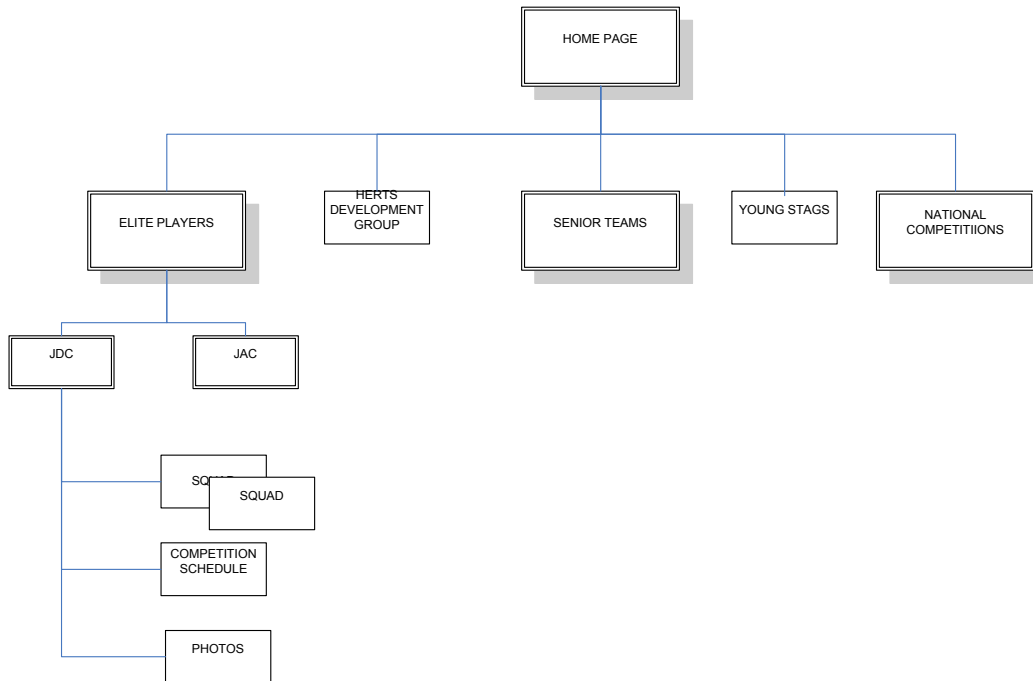 HOME PAGE
ELITE PLAYERS
HERTS
DEVELOPMENT
GROUP
SENIOR TEAMS
YOUNG STAGS
NATIONAL
COMPETITIIONS
JDC
JAC
SQUAD
SQUAD
COMPETITION
SCHEDULE
PHOTOS